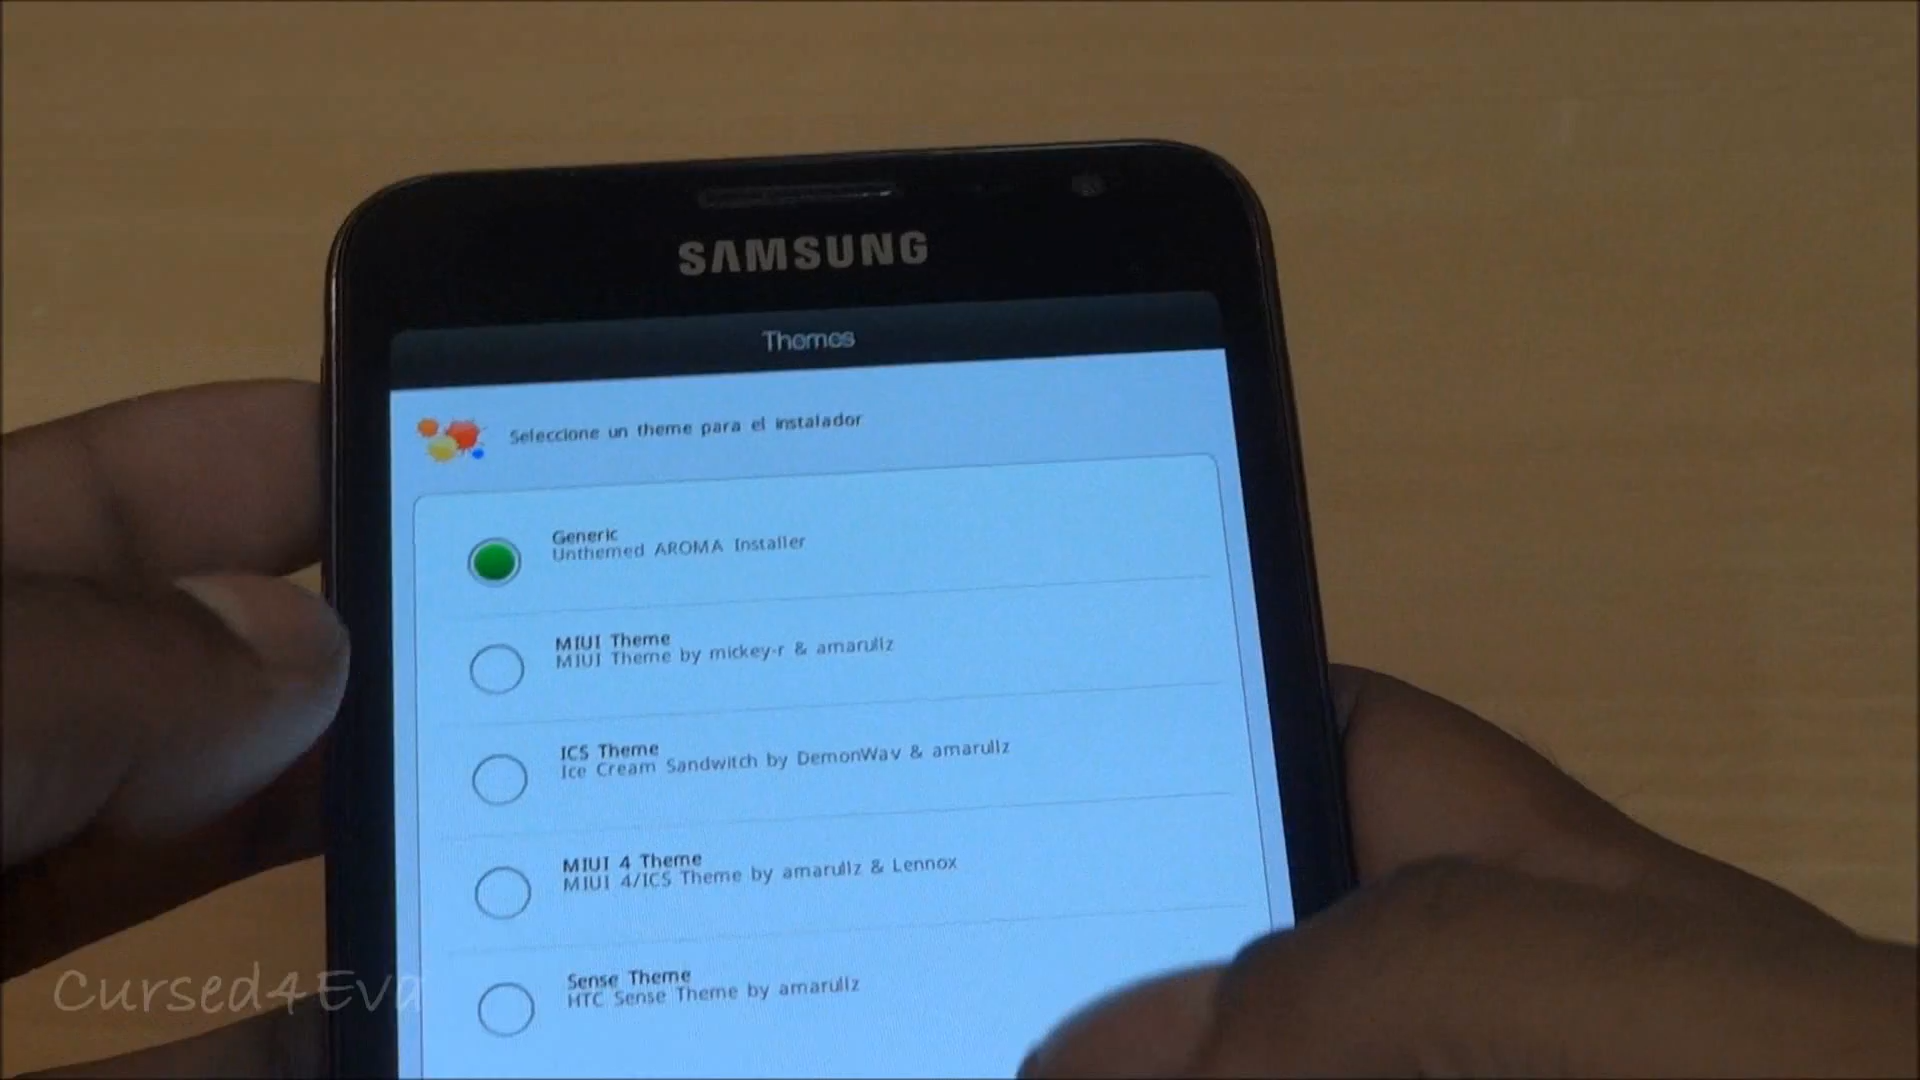 SAMSUNG
Themes
Seleccione un theme para el instalador
Generic
Unthemed AROMA Installer
MIUI Theme
MIUI Theme by mickey-r & amarullz
ICS Theme
Ice Cream Sandwitch by DemonWav & amarullz
MIUI 4 Theme
MIUI 4/ICS Theme by amarullz & Lennox
Sense Theme
HTC Sense Theme by amarullz
Cursed4Eva